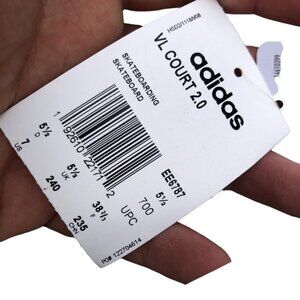 adidas
VL COURT 2.0
SKATEBOARDING
SKATEBOARD
EE6787
700
5½
UPC
7
US
5½
D
240
5½
UK
235
CHN
38⅔
F
PO# 122704614